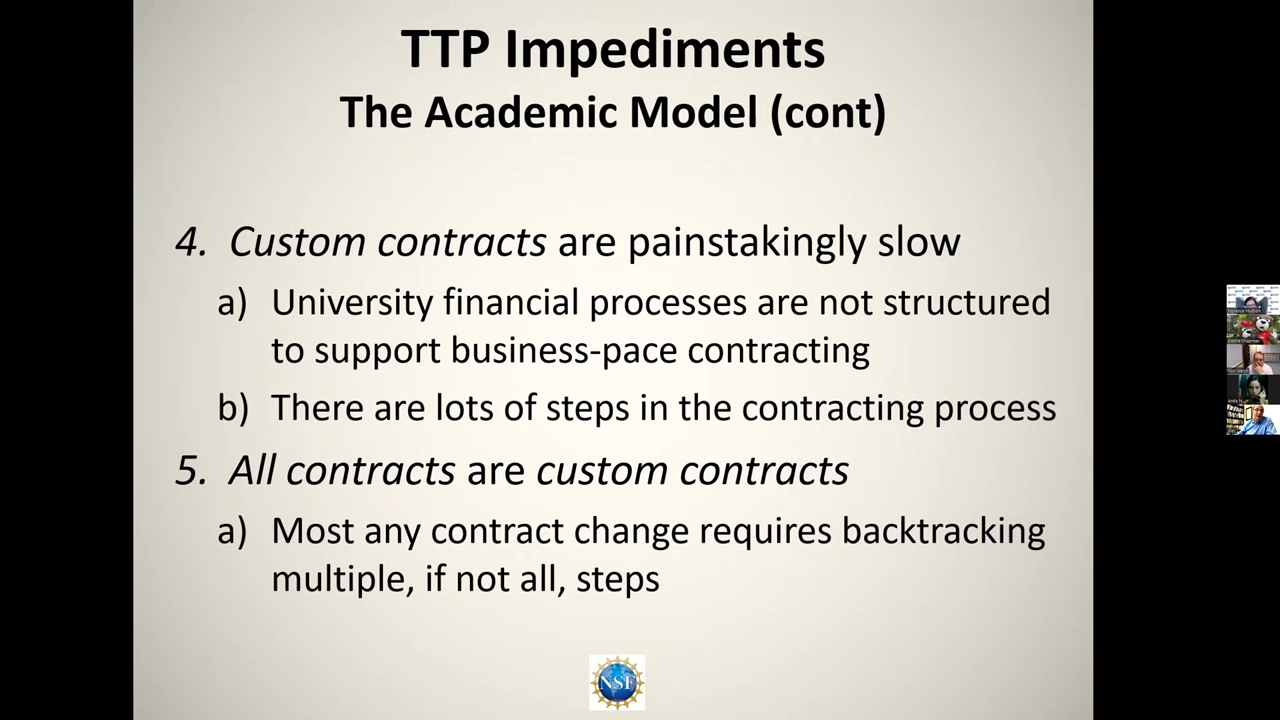 TTP Impediments
The Academic Model (cont)
4. Custom contracts are painstakingly slow
a) University financial processes are not structured
to support business-pace contracting
b) There are lots of steps in the contracting process
5. All contracts are custom contracts
a) Most any contract change requires backtracking
multiple, if not all, steps
NSF